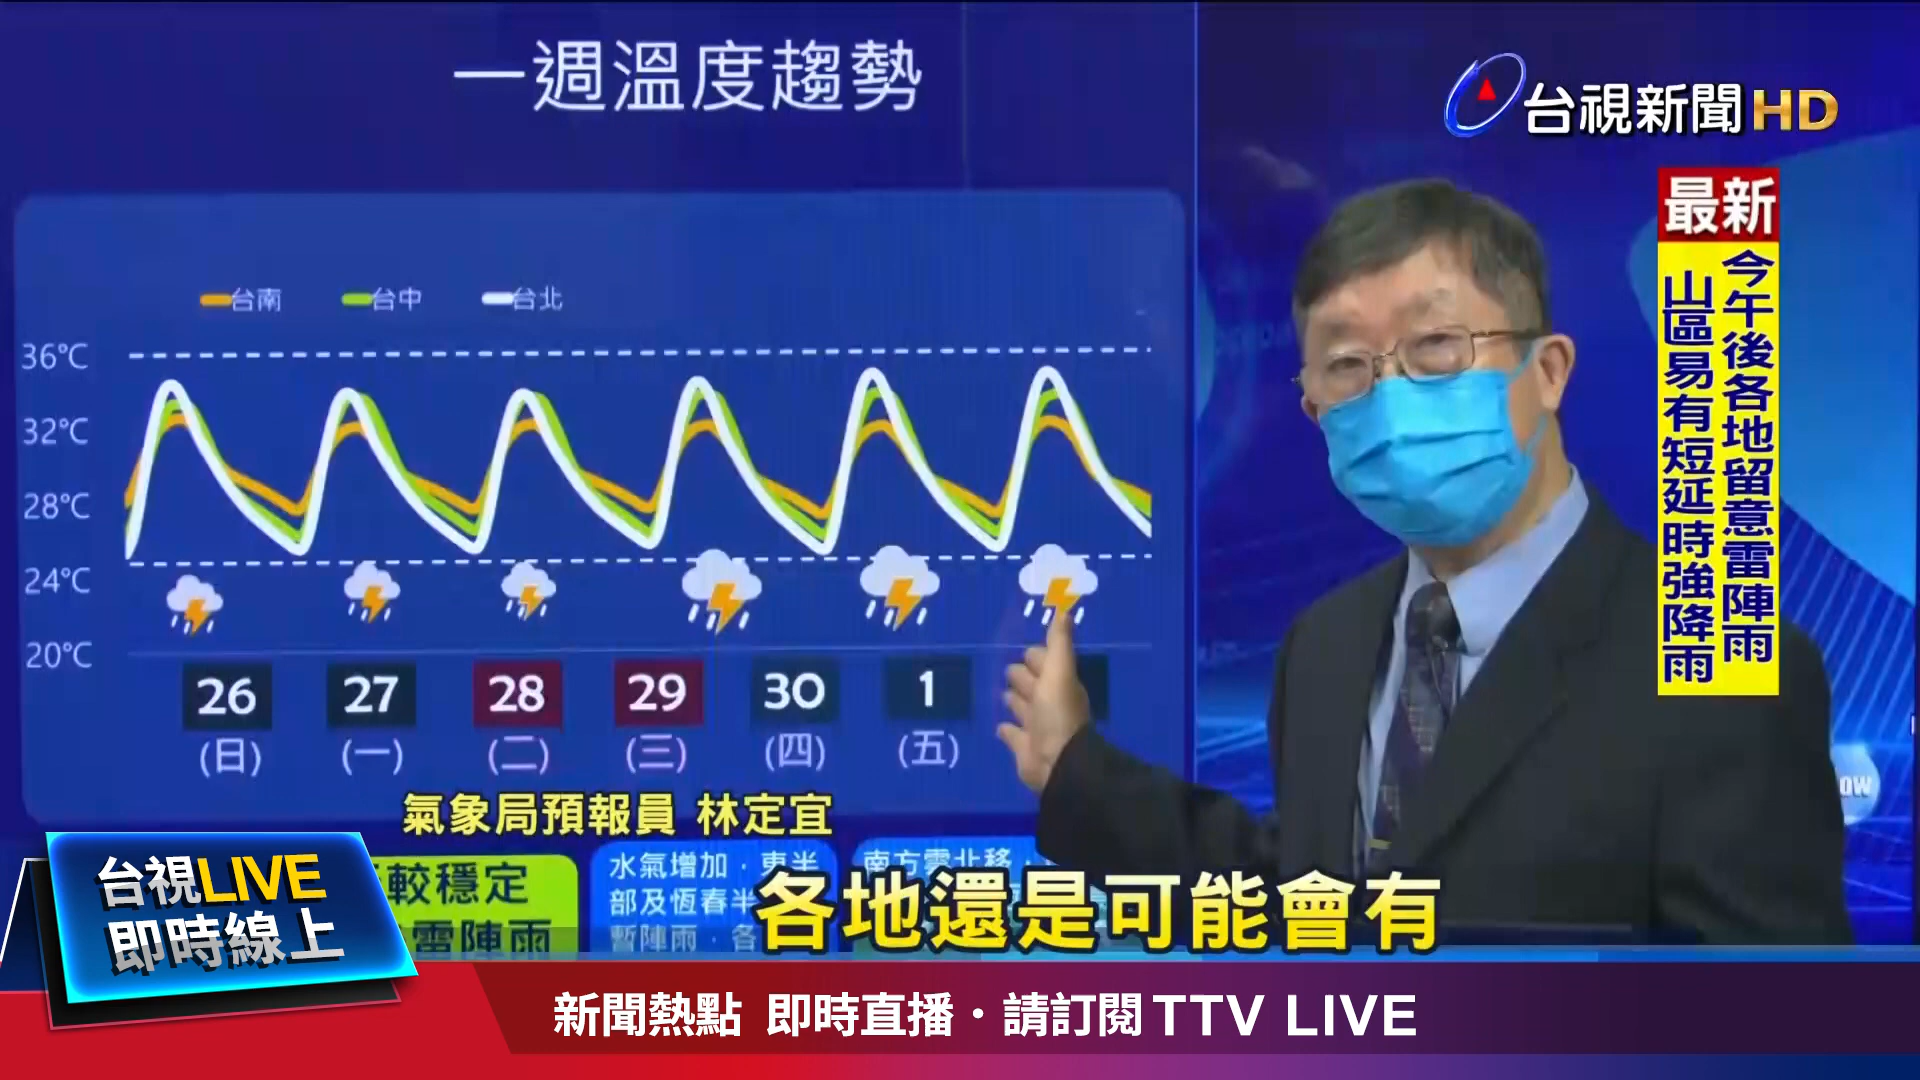 一週溫度趨勢
台視新聞HD
最新
今午後各地留意雷陣雨
山區易有短延時強降雨
台南
台中
台北
36°C
32°C
28°C
24°C
20°C
26
27
28
29
30
1
(日)
(一)
(二)
(三)
(四)
(五)
氣象局預報員 林定宜
較穩定
雷陣雨
水氣增加．東半
部及恆春半
暫陣雨．各
南方雲北移．
各地還是可能會有
台視LIVE
即時線上
新聞熱點 即時直播．請訂閱TTV LIVE